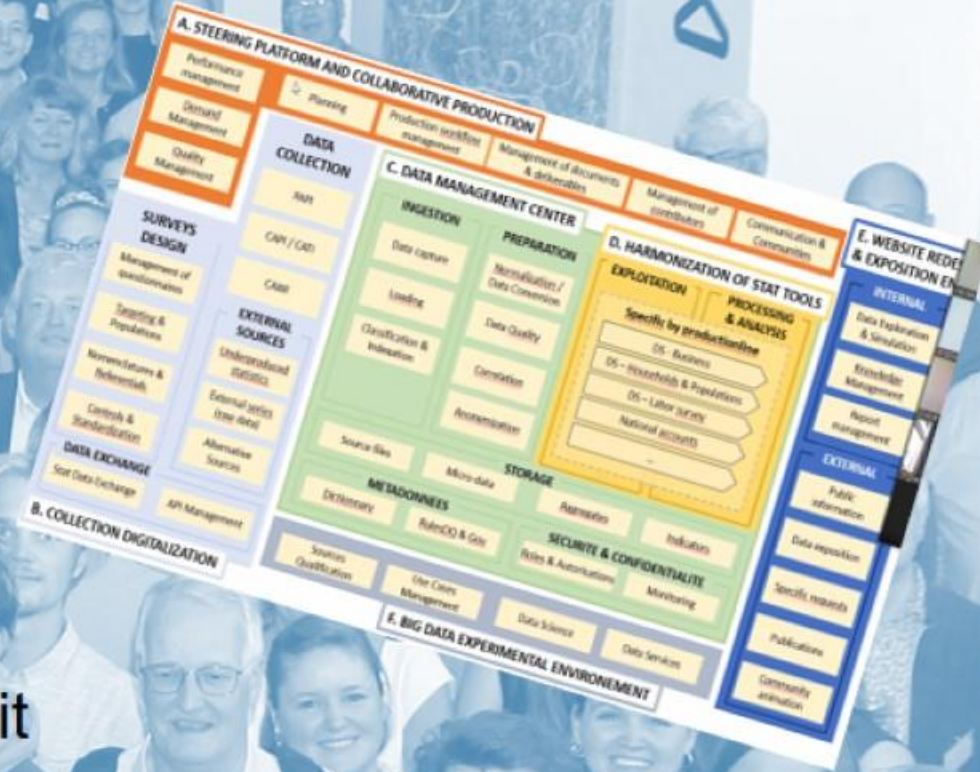 A. STEERING PLATFORM AND COLLABORATIVE PRODUCTION
Performance
management
Demand
Management
Quality
Management
Planning
Production workflow
management
Management of documents
& deliverables
Management of
contributors
Communication &
Communities
SURVEYS
DESIGN
Management of
questionnaires
Targeting &
Populations
Nomenclatures &
Referentials
Controls &
Standardization
DATA EXCHANGE
Stat Data Exchange
API Management
B. COLLECTION DIGITALIZATION
DATA
COLLECTION
PAPI
CAPI / CATI
CAWI
EXTERNAL
SOURCES
Underproduced
statistics
External series
(raw data)
Alternative
Sources
C. DATA MANAGEMENT CENTER
INGESTION
Data capture
Loading
Classification &
Indexation
PREPARATION
Normalisation /
Data Conversion
Data Quality
Correlation
Anonymization
STORAGE
Source files
Micro data
Aggregates
Indicators
METADONNEES
Dictionnary
RulesDQ & Gov
SECURITE & CONFIDENTIALITE
Roles & Autorisations
Monitoring
D. HARMONIZATION OF STAT TOOLS
EXPLOITATION
PROCESSING
& ANALYSIS
Specific by productionline
DS - Business
DS – Households & Populations
DS – Labor survey
National accounts
...
E. WEBSITE REDE
& EXPOSITION EN
INTERNAL
Data Exploration
& Simulation
Knowledge
Management
Report
management
EXTERNAL
Public
information
Data exposition
Specific requests
Publications
Community
animation
Sources
Qualification
Use Cases
Management
Data Science
Data Services
F. BIG DATA EXPERIMENTAL ENVIRONEMENT
it